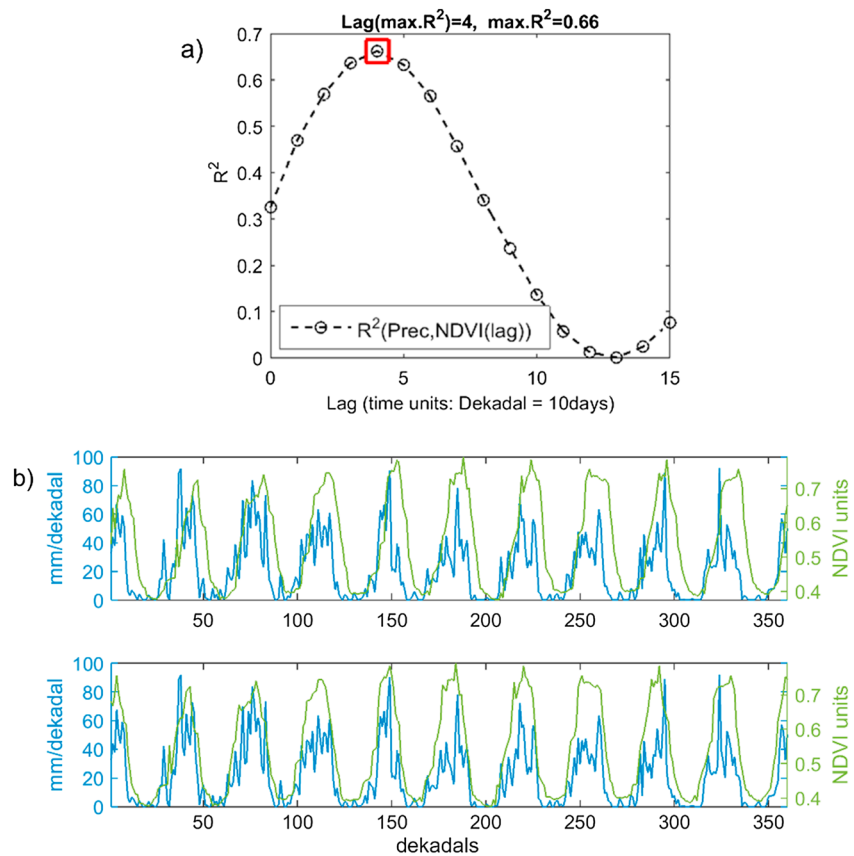 Lag(max.R²)=4, max.R²=0.66
a)
0.7
0.6
0.5
0.4
0.3
0.2
0.1
0
R²
R²(Prec,NDVI(lag))
0 5 10 15
Lag (time units: Dekadal = 10days)
b)
100
80
60
40
20
0
mm/dekadal
0.7
0.6
0.5
0.4
NDVI units
50 100 150 200 250 300 350
100
80
60
40
20
0
mm/dekadal
0.7
0.6
0.5
0.4
NDVI units
50 100 150 200 250 300 350
dekadals